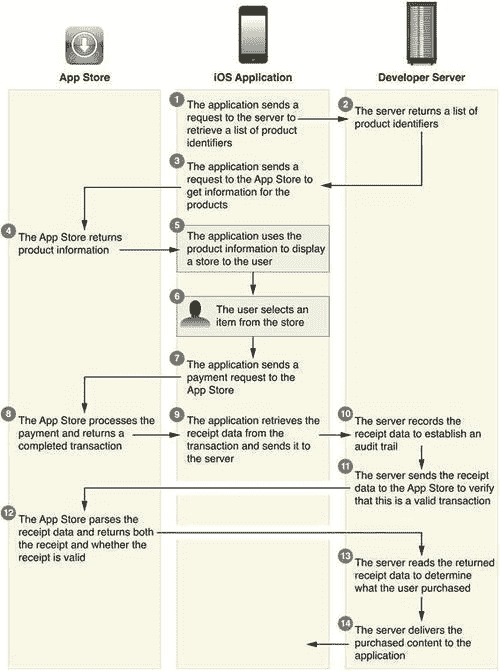 App Store
iOS Application
Developer Server
1
The application sends a
request to the server to
retrieve a list of product
identifiers
2
The server returns a list of
product identifiers
3
The application sends a
request to the App Store to
get information for the
products
4
The App Store returns
product information
5
The application uses the
product information to display
a store to the user
6
The user selects an
item from the store
7
The application sends a
payment request to the
App Store
8
The App Store processes the
payment and returns a
completed transaction
9
The application retrieves the
receipt data from the
transaction and sends it to
the server
10
The server records the
receipt data to establish an
audit trail
11
The server sends the receipt
data to the App Store to verify
that this is a valid transaction
12
The App Store parses the
receipt data and returns both
the receipt and whether the
receipt is valid
13
The server reads the returned
receipt data to determine
what the user purchased
14
The server delivers the
purchased content to the
application